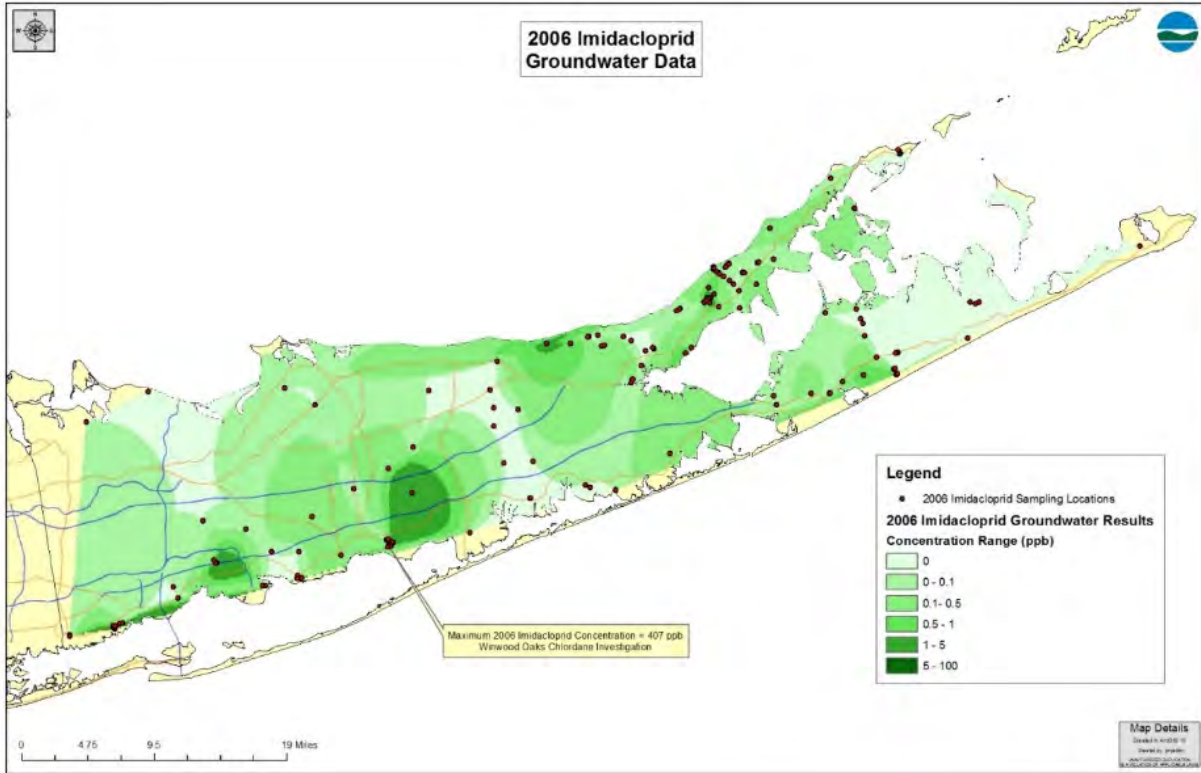 2006 Imidacloprid
Groundwater Data
N
W
E
S
Maximum 2006 Imidacloprid Concentration = 407 ppb
Winwood Oaks Chlordane Investigation
Legend
2006 Imidacloprid Sampling Locations
2006 Imidacloprid Groundwater Results
Concentration Range (ppb)
0
0 - 0.1
0.1- 0.5
0.5 - 1
1 - 5
5 - 100
0 4.75 9.5 19 Miles
Map Details